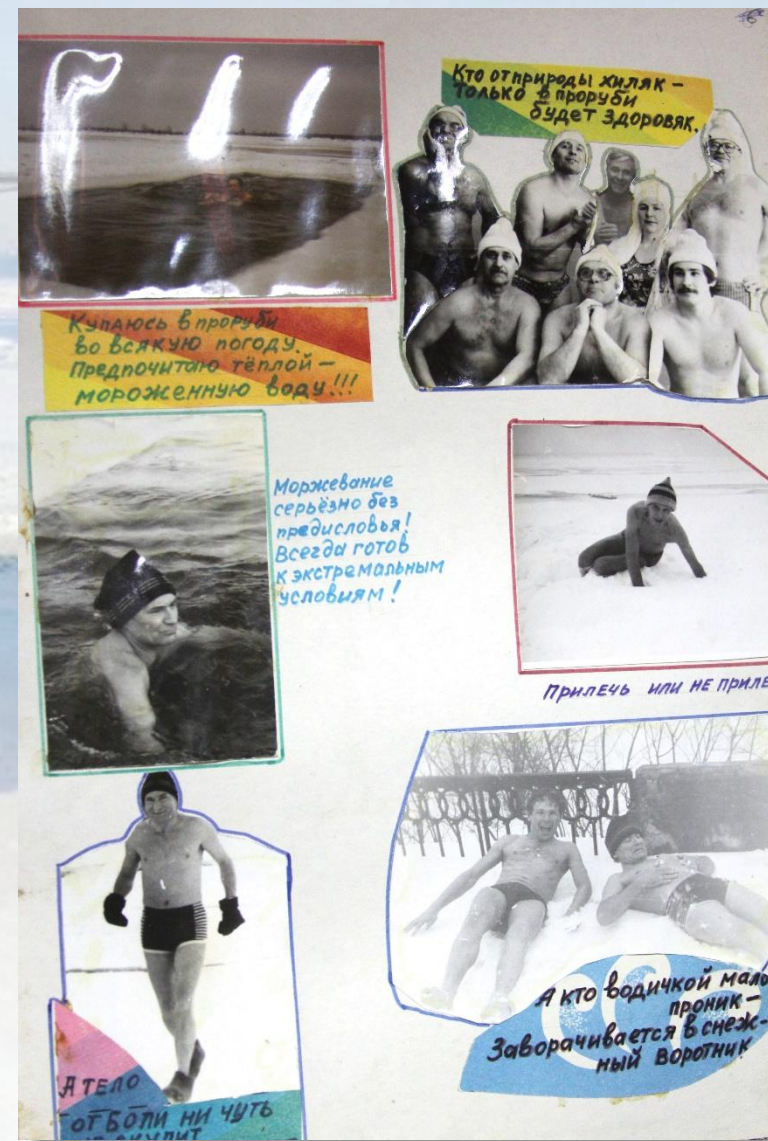 Кто от природы хиляк –
только в проруби
будет здоровяк.
Купаюсь в проруби
во всякую погоду.
Предпочитаю тёплой –
мороженную воду!!!
Моржевание
серьёзно без
предисловья!
Всегда готов
к экстремальным
условиям!
Прилечь или не
А кто водичкой мало
проник –
Заворачивается в снеж-
ный воротник
А тело
от боли ни чуть